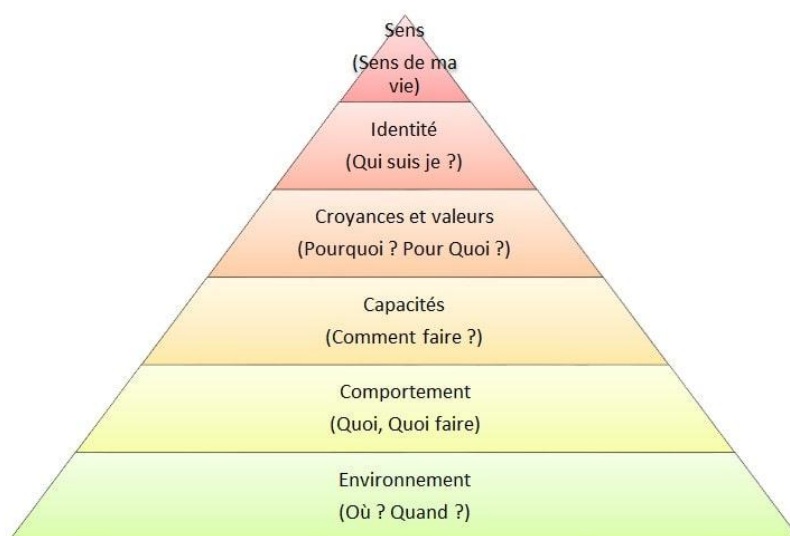 Sens
(Sens de ma
vie)
Identité
(Qui suis je ?)
Croyances et valeurs
(Pourquoi ? Pour Quoi ?)
Capacités
(Comment faire ?)
Comportement
(Quoi, Quoi faire)
Environnement
(Où ? Quand ?)